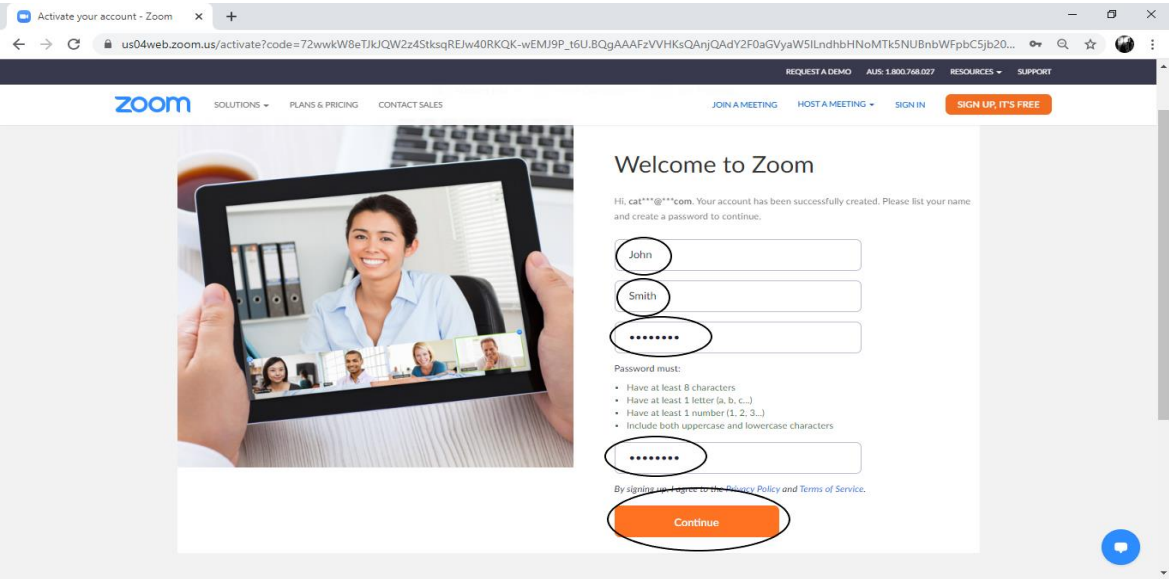 Activate your account - Zoom
us04web.zoom.us/activate?code=72wwkW8eTJkJQW2z4StksqREJw40RKQK-wEMJ9P_t6U.BQgAAAFzVVHKsQAnjQAdY2F0aGVyaW5lLndhbHNoMTk5NUBnbWFpbC5jb20...
REQUEST A DEMO AUS: 1.800.768.027 RESOURCES SUPPORT
zoom SOLUTIONS PLANS & PRICING CONTACT SALES JOIN A MEETING HOST A MEETING SIGN IN SIGN UP, IT'S FREE
Welcome to Zoom
Hi, cat***@***com. Your account has been successfully created. Please list your name
and create a password to continue.
John
Smith
••••••••
Password must:
• Have at least 8 characters
• Have at least 1 letter (a, b, c...)
• Have at least 1 number (1, 2, 3...)
• Include both uppercase and lowercase characters
••••••••
By signing up, I agree to the Privacy Policy and Terms of Service.
Continue